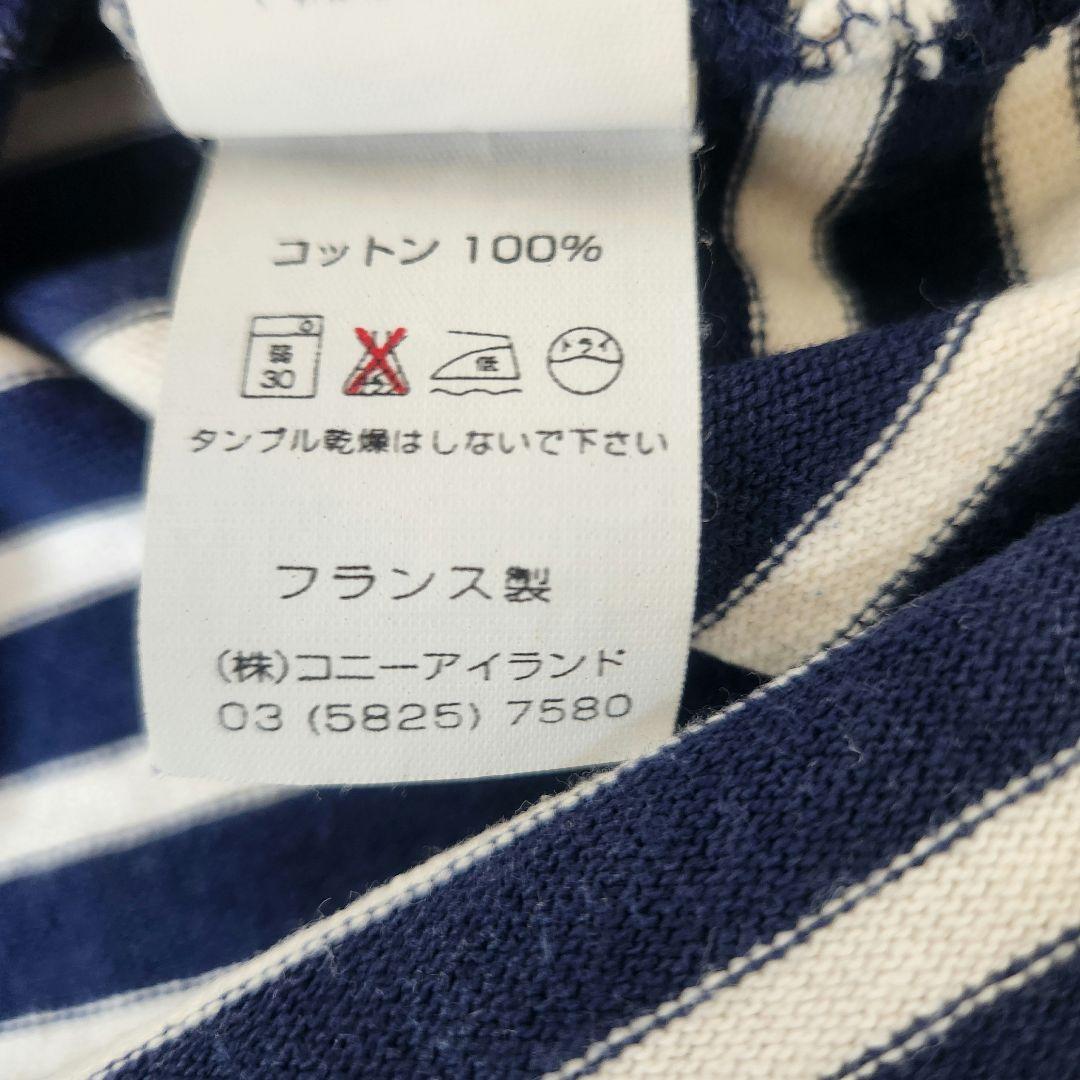 コットン 100%
弱 30 低 ドライ
タンブル乾燥はしないで下さい
フランス製
(株)コニーアイランド
03 (5825) 7580